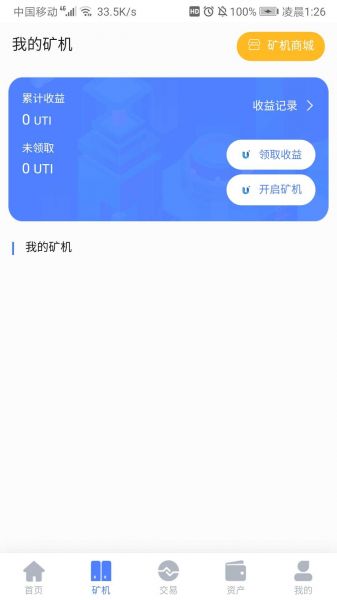 中国移动 4G 33.5K/s HD 100% 凌晨1:26
我的矿机
矿机商城
累计收益
收益记录
0 UTI
未领取
领取收益
0 UTI
开启矿机
我的矿机
首页 矿机 交易 资产 我的